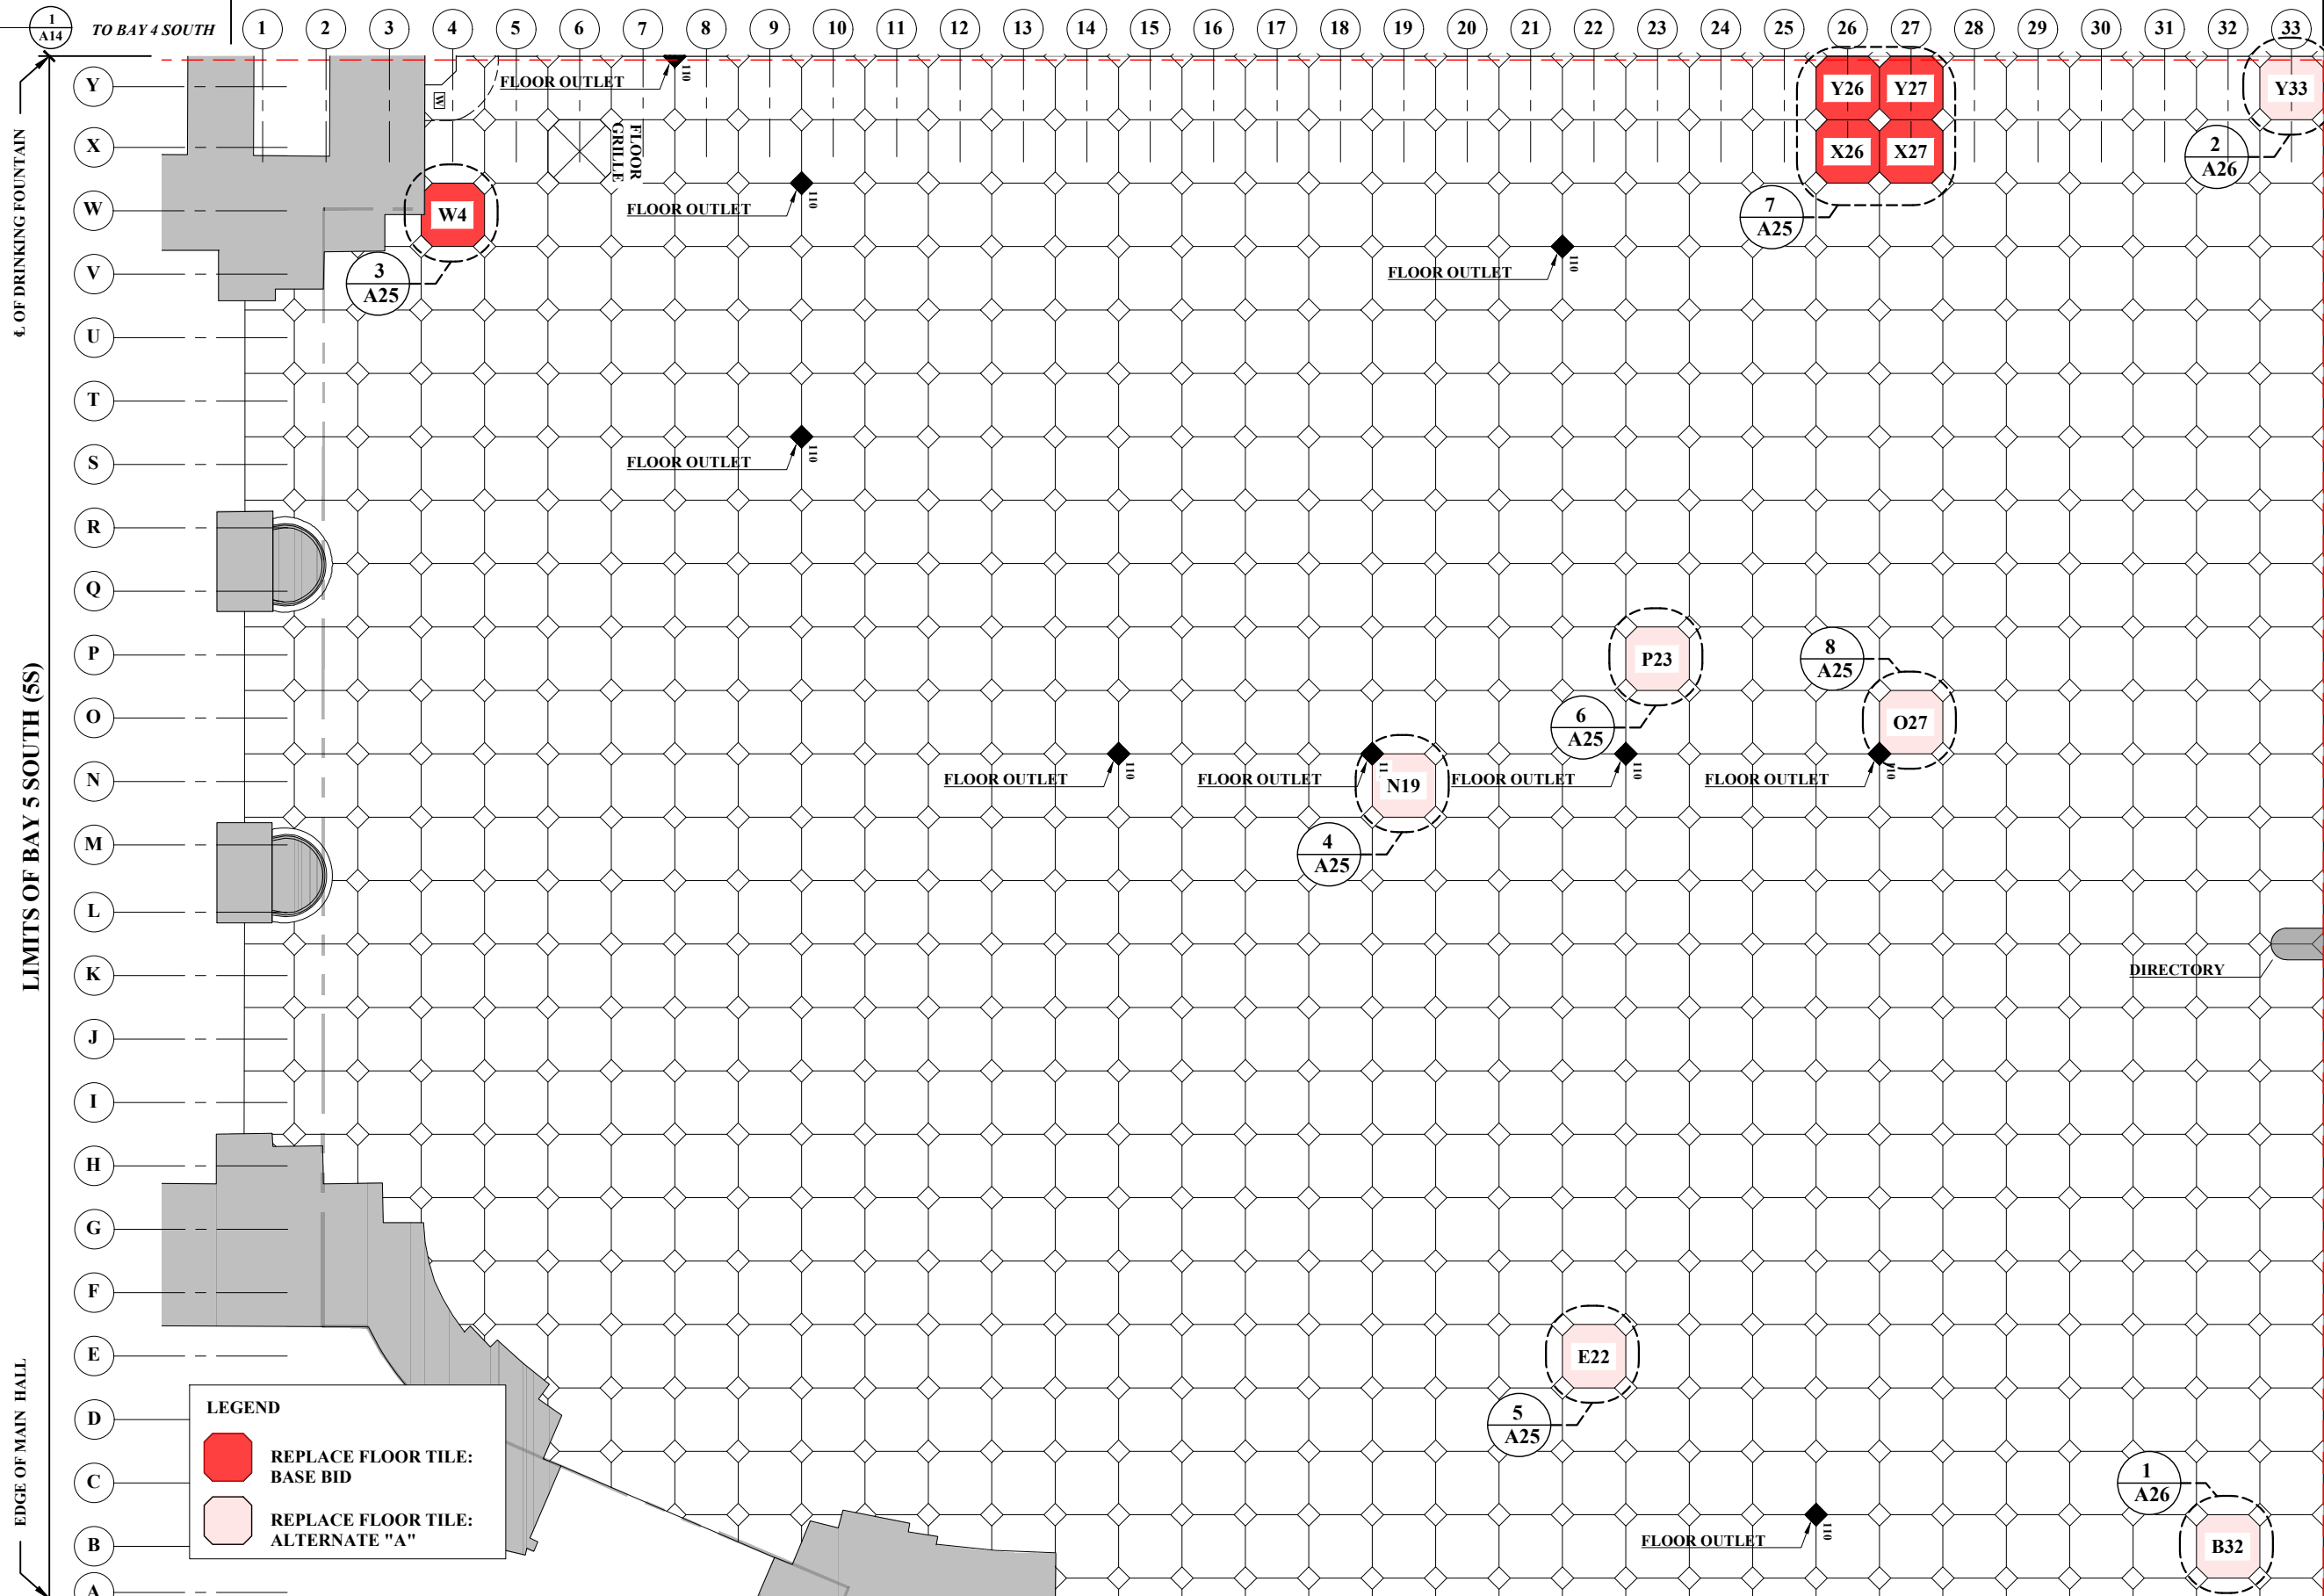 1
A14
TO BAY 4 SOUTH
1 2 3 4 5 6 7 8 9 10 11 12 13 14 15 16 17 18 19 20 21 22 23 24 25 26 27 28 29 30 31 32 33
Y
FLOOR OUTLET
110
W
Y26 Y27
Y33
X
FLOOR
GRILLE
X26 X27
2
A26
W
W4
FLOOR OUTLET
110
7
A25
V
3
A25
FLOOR OUTLET
110
℄ OF DRINKING FOUNTAIN
U
T
S
FLOOR OUTLET
110
R
Q
P
P23
8
A25
LIMITS OF BAY 5 SOUTH (5S)
O
6
A25
O27
N
FLOOR OUTLET
110
FLOOR OUTLET
N19
FLOOR OUTLET
110
FLOOR OUTLET
M
4
A25
L
K
DIRECTORY
J
I
H
G
F
E
E22
EDGE OF MAIN HALL
D
5
A25
LEGEND
REPLACE FLOOR TILE:
BASE BID
REPLACE FLOOR TILE:
ALTERNATE "A"
C
1
A26
B
FLOOR OUTLET
110
B32
A